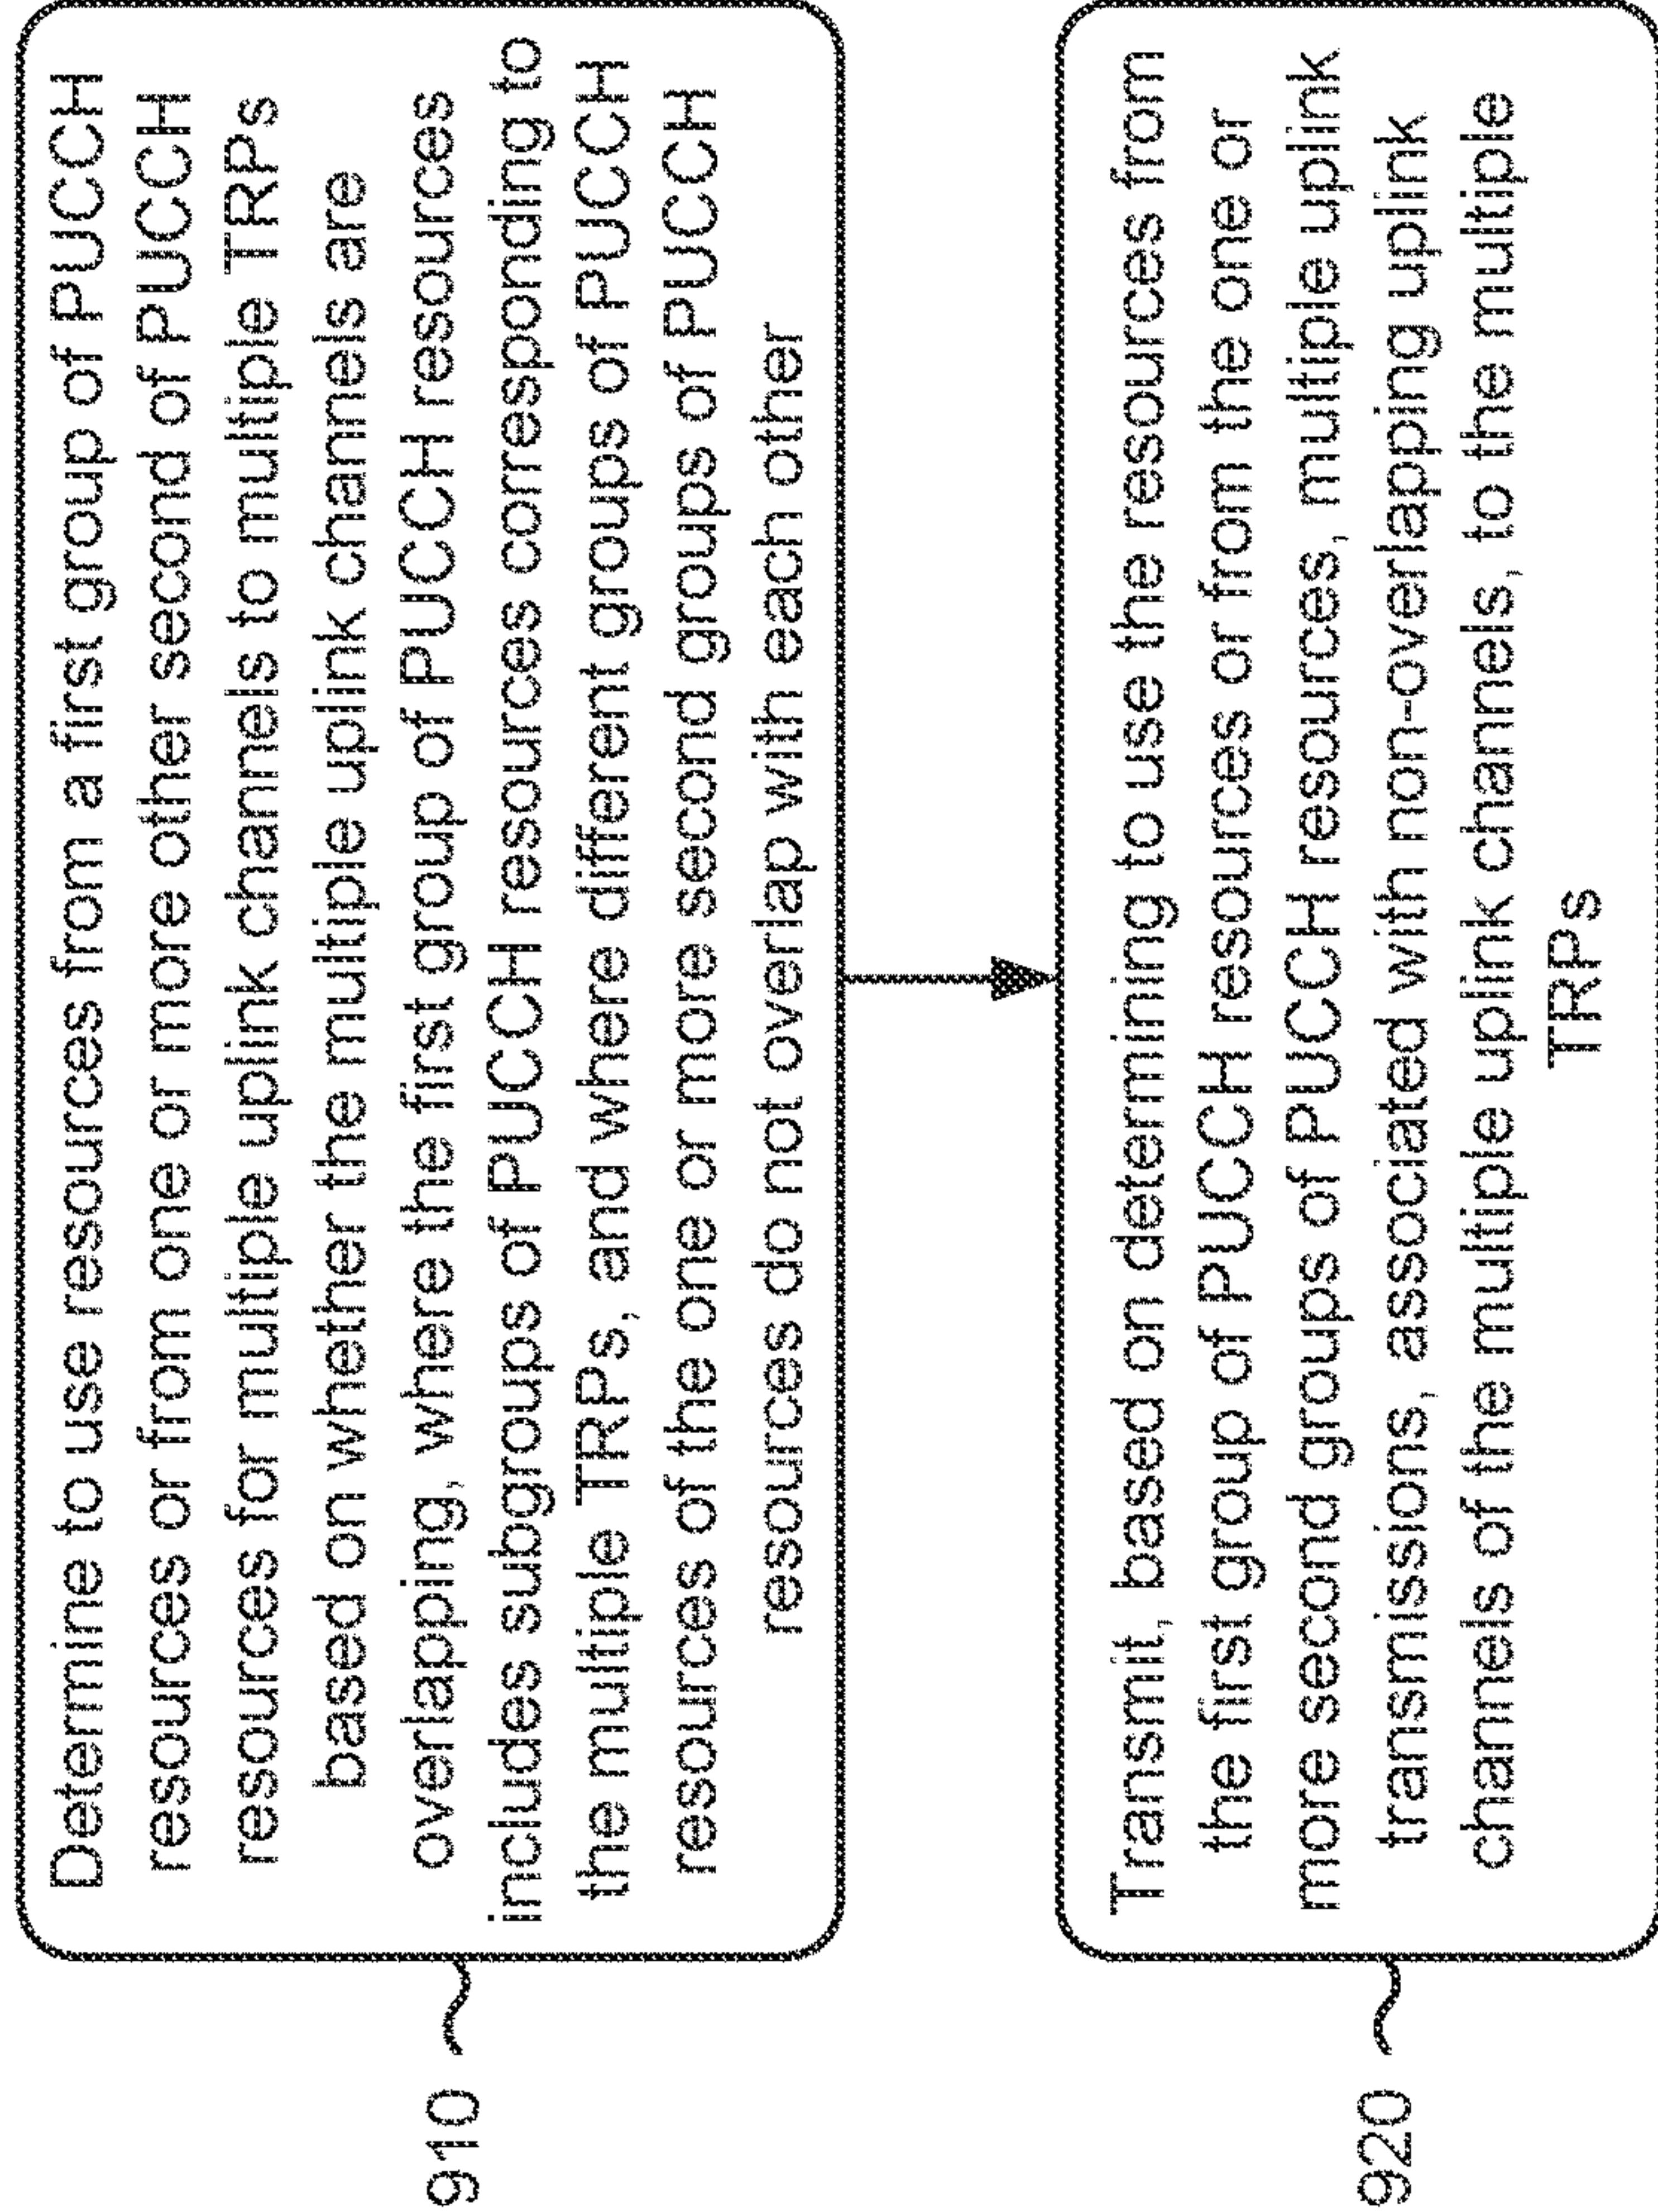 Determine to use resources from a first group of PUCCH
resources or from one or more other second of PUCCH
resources for multiple uplink channels to multiple TRPs
based on whether the multiple uplink channels are
overlapping, where the first group of PUCCH resources
includes subgroups of PUCCH resources corresponding to
the multiple TRPs, and where different groups of PUCCH
resources of the one or more second groups of PUCCH
resources do not overlap with each other
910
Transmit, based on determining to use the resources from
the first group of PUCCH resources or from the one or
more second groups of PUCCH resources, multiple uplink
transmissions, associated with non-overlapping uplink
channels of the multiple uplink channels, to the multiple
TRPs
920